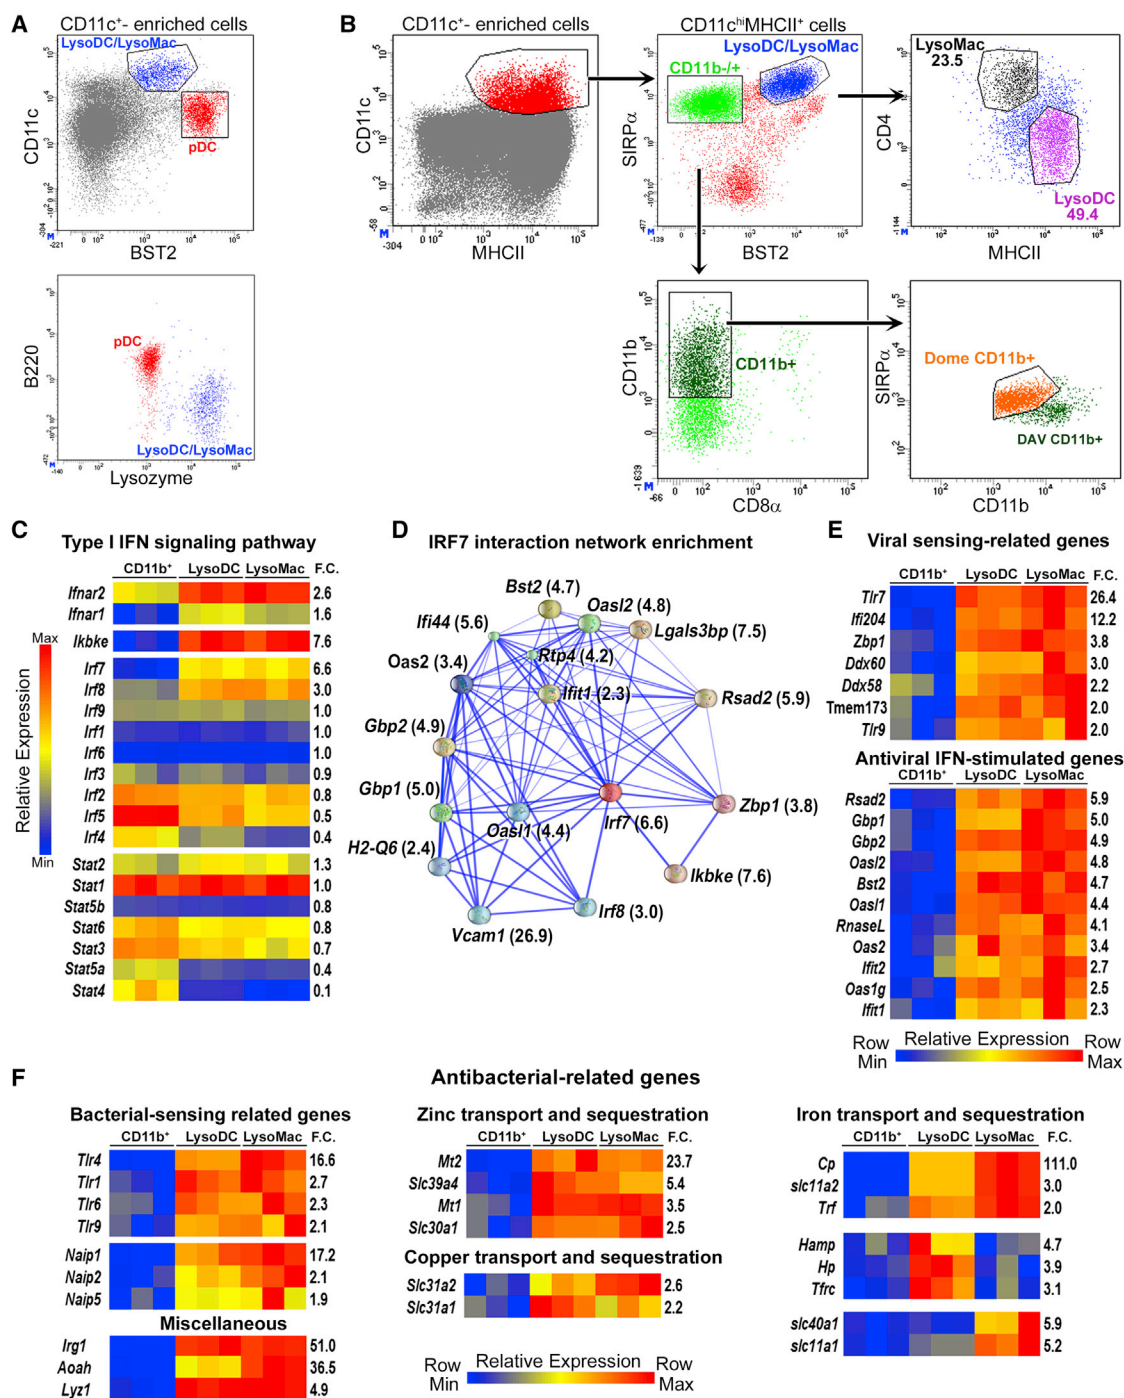 A
CD11c⁺- enriched cells
LysoDC/LysoMac
pDC
CD11c
BST2
B220
pDC
LysoDC/LysoMac
Lysozyme
B
CD11c⁺- enriched cells
CD11c
MHCII
CD11cʰⁱMHCII⁺ cells
LysoDC/LysoMac
CD11b-/+
SIRPα
BST2
LysoMac
23.5
CD4
LysoDC
49.4
MHCII
CD11b
CD11b+
CD8α
SIRPα
Dome CD11b+
DAV CD11b+
CD11b
C
Type I IFN signaling pathway
CD11b⁺ LysoDC LysoMac F.C.
Ifnar2 2.6
Ifnar1 1.6
Ikbke 7.6
Irf7 6.6
Irf8 3.0
Irf9 1.0
Irf1 1.0
Irf6 1.0
Irf3 0.9
Irf2 0.8
Irf5 0.5
Irf4 0.4
Stat2 1.3
Stat1 1.0
Stat5b 0.8
Stat6 0.8
Stat3 0.7
Stat5a 0.4
Stat4 0.1
Max
Relative Expression
Min
D
IRF7 interaction network enrichment
Bst2 (4.7)
Oasl2 (4.8)
Ifi44 (5.6)
Lgals3bp (7.5)
Rtp4 (4.2)
Oas2 (3.4)
Ifit1 (2.3)
Rsad2 (5.9)
Gbp2 (4.9)
Gbp1 (5.0)
Oasl1 (4.4)
Irf7 (6.6)
Zbp1 (3.8)
H2-Q6 (2.4)
Ikbke (7.6)
Irf8 (3.0)
Vcam1 (26.9)
E
Viral sensing-related genes
CD11b⁺ LysoDC LysoMac F.C.
Tlr7 26.4
Ifi204 12.2
Zbp1 3.8
Ddx60 3.0
Ddx58 2.2
Tmem173 2.0
Tlr9 2.0
Antiviral IFN-stimulated genes
CD11b⁺ LysoDC LysoMac F.C.
Rsad2 5.9
Gbp1 5.0
Gbp2 4.9
Oasl2 4.8
Bst2 4.7
Oasl1 4.4
RnaseL 4.1
Oas2 3.4
Ifit2 2.7
Oas1g 2.5
Ifit1 2.3
Row Min Relative Expression Row Max
F
Antibacterial-related genes
Bacterial-sensing related genes
CD11b⁺ LysoDC LysoMac F.C.
Tlr4 16.6
Tlr1 2.7
Tlr6 2.3
Tlr9 2.1
Naip1 17.2
Naip2 2.1
Naip5 1.9
Miscellaneous
Irg1 51.0
Aoah 36.5
Lyz1 4.9
Zinc transport and sequestration
CD11b⁺ LysoDC LysoMac F.C.
Mt2 23.7
Slc39a4 5.4
Mt1 3.5
Slc30a1 2.5
Copper transport and sequestration
Slc31a2 2.6
Slc31a1 2.2
Row Min Relative Expression Row Max
Iron transport and sequestration
CD11b⁺ LysoDC LysoMac F.C.
Cp 111.0
slc11a2 3.0
Trf 2.0
Hamp 4.7
Hp 3.9
Tfrc 3.1
slc40a1 5.9
slc11a1 5.2